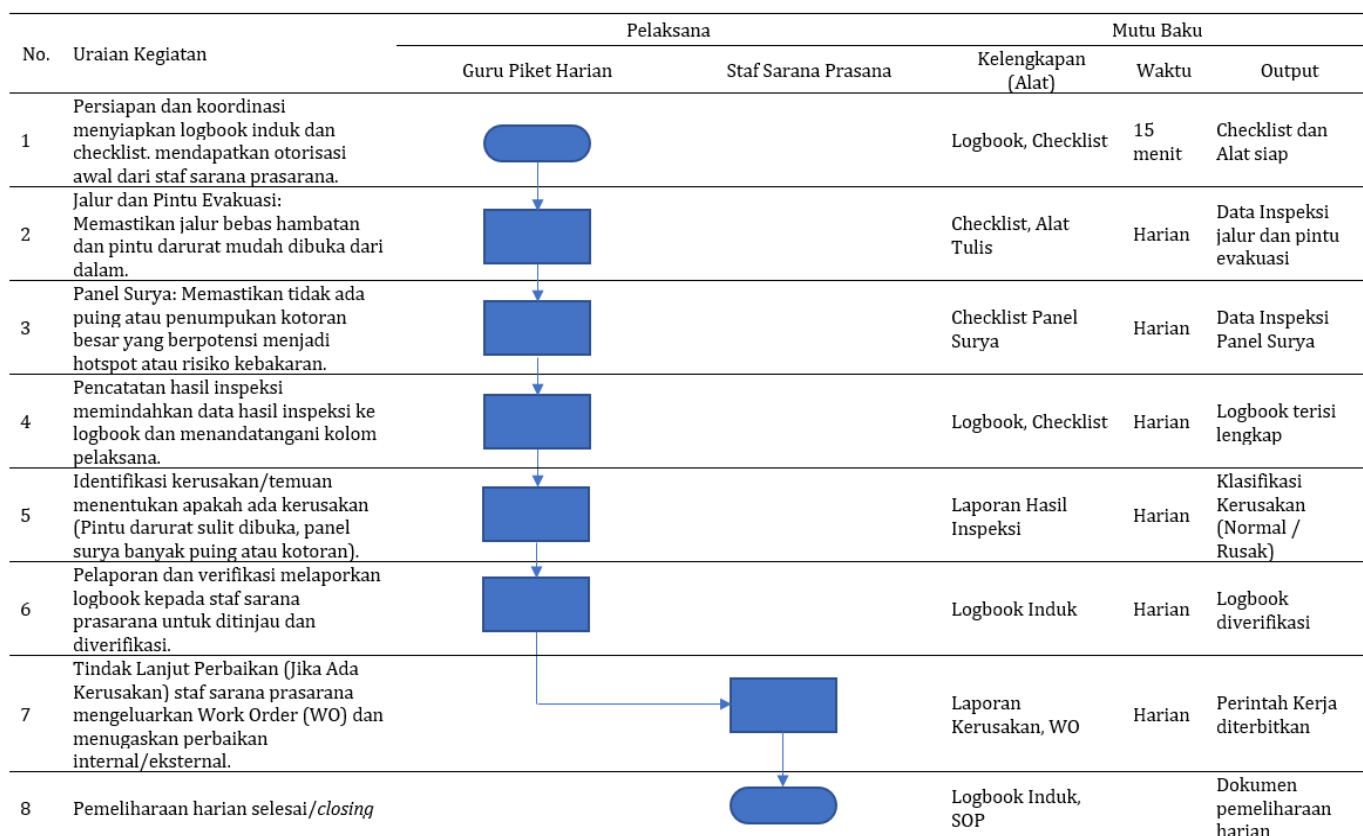 Pelaksana
Mutu Baku
No.
Uraian Kegiatan
Guru Piket Harian
Staf Sarana Prasana
Kelengkapan
(Alat)
Waktu
Output
1
Persiapan dan koordinasi
menyiapkan logbook induk dan
checklist. mendapatkan otorisasi
awal dari staf sarana prasarana.
Logbook, Checklist
15
menit
Checklist dan
Alat siap
2
Jalur dan Pintu Evakuasi:
Memastikan jalur bebas hambatan
dan pintu darurat mudah dibuka dari
dalam.
Checklist, Alat
Tulis
Harian
Data Inspeksi
jalur dan pintu
evakuasi
3
Panel Surya: Memastikan tidak ada
puing atau penumpukan kotoran
besar yang berpotensi menjadi
hotspot atau risiko kebakaran.
Checklist Panel
Surya
Harian
Data Inspeksi
Panel Surya
4
Pencatatan hasil inspeksi
memindahkan data hasil inspeksi ke
logbook dan menandatangani kolom
pelaksana.
Logbook, Checklist
Harian
Logbook terisi
lengkap
5
Identifikasi kerusakan/temuan
menentukan apakah ada kerusakan
(Pintu darurat sulit dibuka, panel
surya banyak puing atau kotoran).
Laporan Hasil
Inspeksi
Harian
Klasifikasi
Kerusakan
(Normal /
Rusak)
6
Pelaporan dan verifikasi melaporkan
logbook kepada staf sarana
prasarana untuk ditinjau dan
diverifikasi.
Logbook Induk
Harian
Logbook
diverifikasi
7
Tindak Lanjut Perbaikan (Jika Ada
Kerusakan) staf sarana prasarana
mengeluarkan Work Order (WO) dan
menugaskan perbaikan
internal/eksternal.
Laporan
Kerusakan, WO
Harian
Perintah Kerja
diterbitkan
8
Pemeliharaan harian selesai/closing
Logbook Induk,
SOP
Dokumen
pemeliharaan
harian